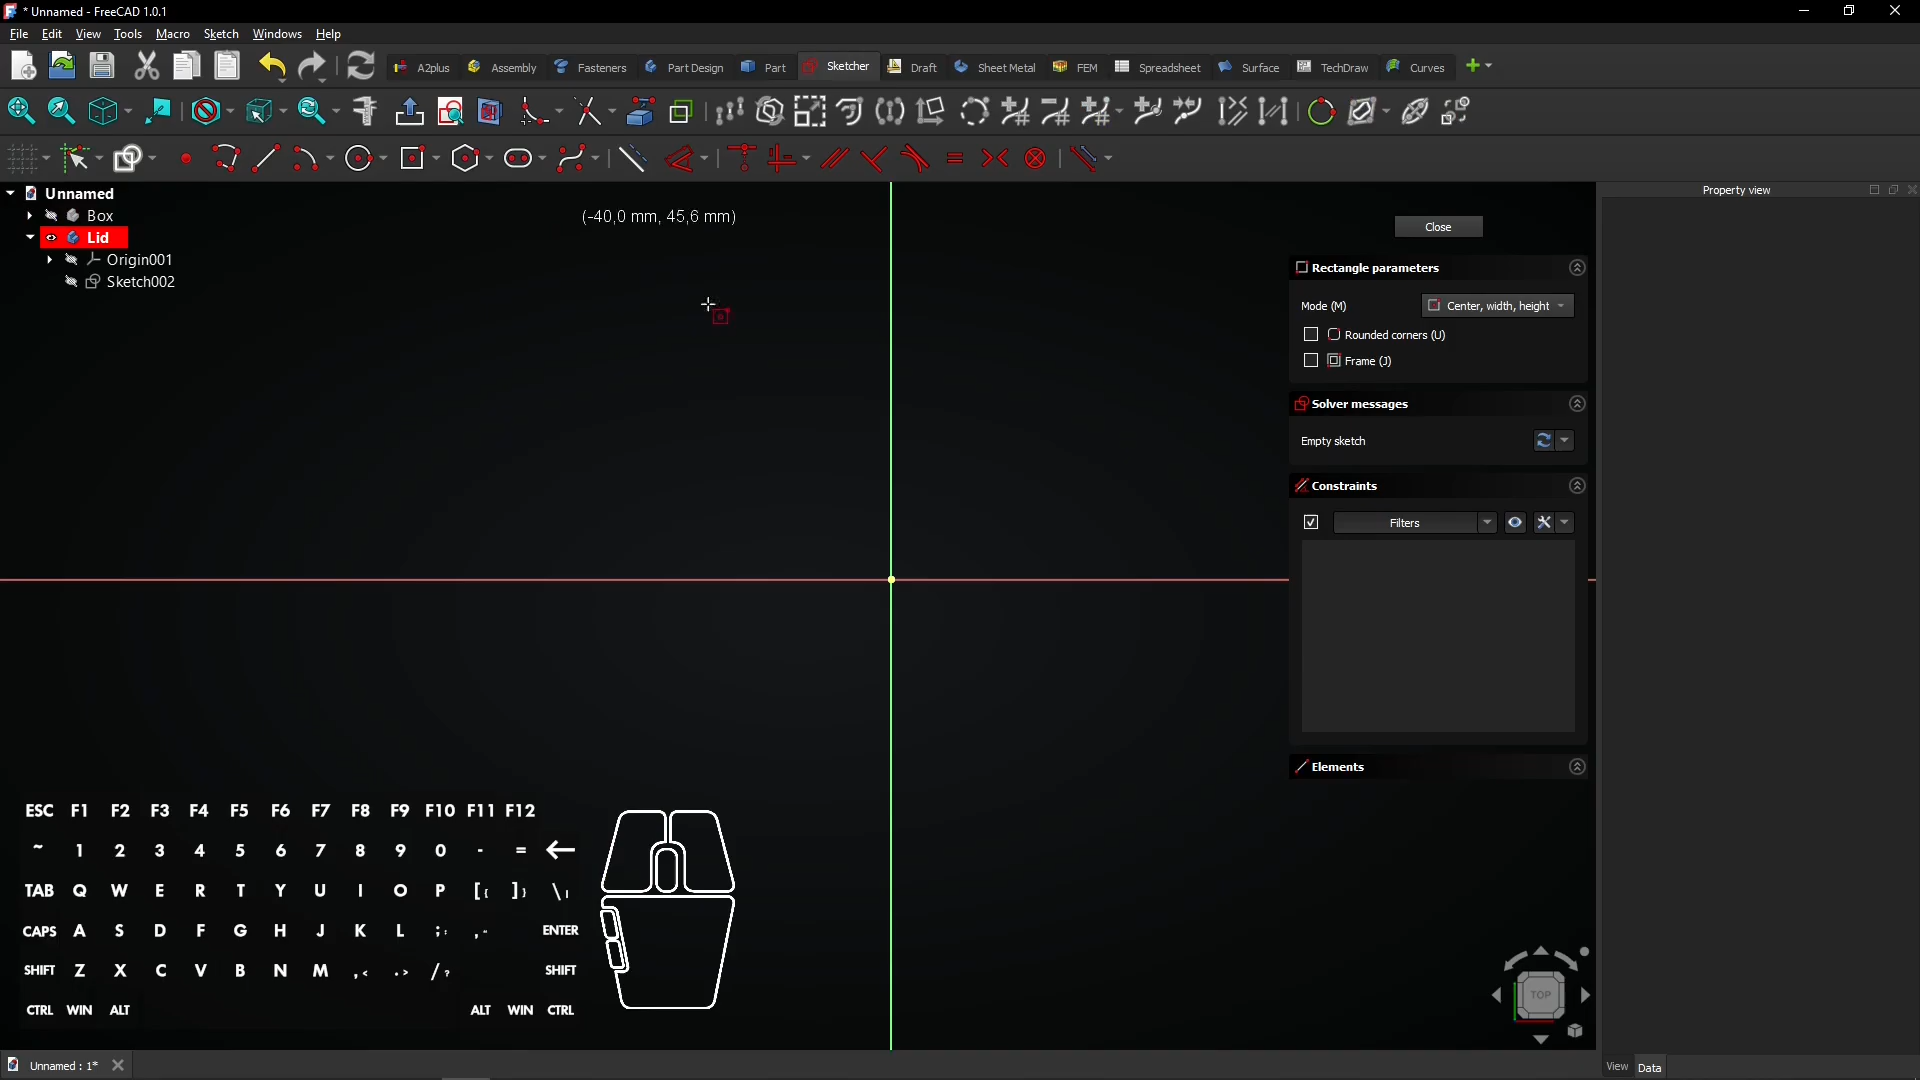 * Unnamed - FreeCAD 1.0.1
File Edit View Tools Macro Sketch Windows Help
A2plus Assembly Fasteners Part Design Part Sketcher Draft Sheet Metal FEM Spreadsheet Surface TechDraw Curves
Unnamed
Box
Lid
Origin001
Sketch002
(-40,0 mm, 45,6 mm)
Close
Rectangle parameters
Mode (M) Center, width, height
Rounded corners (U)
Frame (J)
Solver messages
Empty sketch
Constraints
Filters
Elements
Property view
ESC F1 F2 F3 F4 F5 F6 F7 F8 F9 F10 F11 F12
~ 1 2 3 4 5 6 7 8 9 0 - =
TAB Q W E R T Y U I O P [{ ]} \|
CAPS A S D F G H J K L ;: ,“ ENTER
SHIFT Z X C V B N M ,< .> /? SHIFT
CTRL WIN ALT ALT WIN CTRL
TOP
Unnamed : 1*
View Data